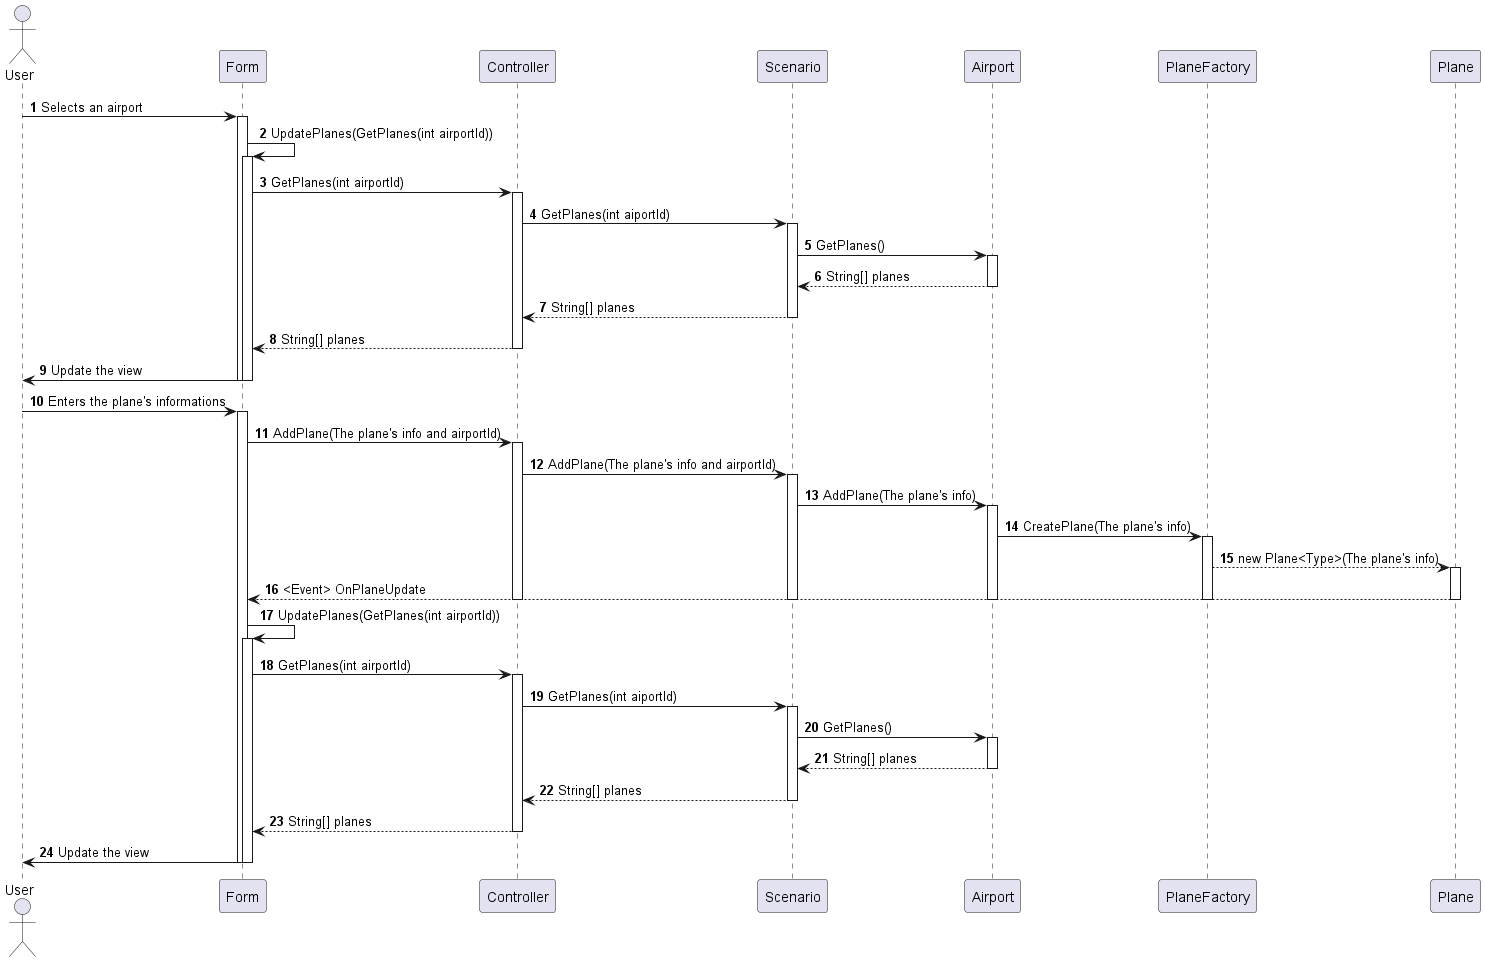 User
Form
Controller
Scenario
Airport
PlaneFactory
Plane
1 Selects an airport
2 UpdatePlanes(GetPlanes(int airportId))
3 GetPlanes(int airportId)
4 GetPlanes(int aiportId)
5 GetPlanes()
6 String[] planes
7 String[] planes
8 String[] planes
9 Update the view
10 Enters the plane's informations
11 AddPlane(The plane's info and airportId)
12 AddPlane(The plane's info and airportId)
13 AddPlane(The plane's info)
14 CreatePlane(The plane's info)
15 new Plane<Type>(The plane's info)
16 <Event> OnPlaneUpdate
17 UpdatePlanes(GetPlanes(int airportId))
18 GetPlanes(int airportId)
19 GetPlanes(int aiportId)
20 GetPlanes()
21 String[] planes
22 String[] planes
23 String[] planes
24 Update the view
User
Form
Controller
Scenario
Airport
PlaneFactory
Plane